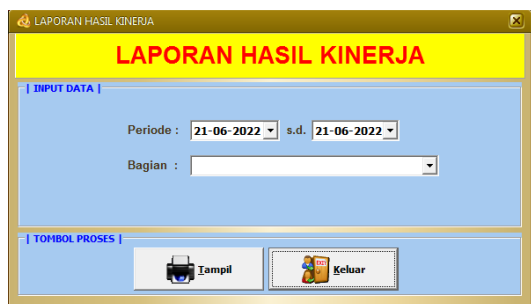 LAPORAN HASIL KINERJA
LAPORAN HASIL KINERJA
| INPUT DATA |
Periode : 21-06-2022 s.d. 21-06-2022
Bagian :
| TOMBOL PROSES |
Tampil Keluar